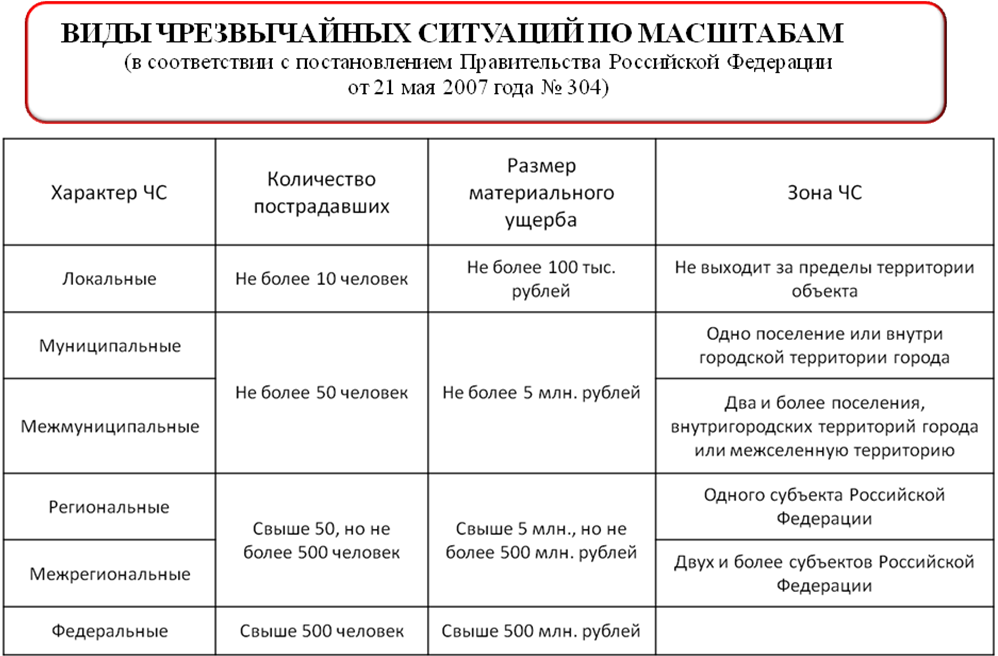 ВИДЫ ЧРЕЗВЫЧАЙНЫХ СИТУАЦИЙ ПО МАСШТАБАМ
(в соответствии с постановлением Правительства Российской Федерации
от 21 мая 2007 года № 304)
Характер ЧС
Количество
пострадавших
Размер
материального
ущерба
Зона ЧС
Локальные
Не более 10 человек
Не более 100 тыс.
рублей
Не выходит за пределы территории
объекта
Муниципальные
Не более 50 человек
Не более 5 млн. рублей
Одно поселение или внутри
городской территории города
Межмуниципальные
Два и более поселения,
внутригородских территорий города
или межселенную территорию
Региональные
Свыше 50, но не
более 500 человек
Свыше 5 млн., но не
более 500 млн. рублей
Одного субъекта Российской
Федерации
Межрегиональные
Двух и более субъектов Российской
Федерации
Федеральные
Свыше 500 человек
Свыше 500 млн. рублей